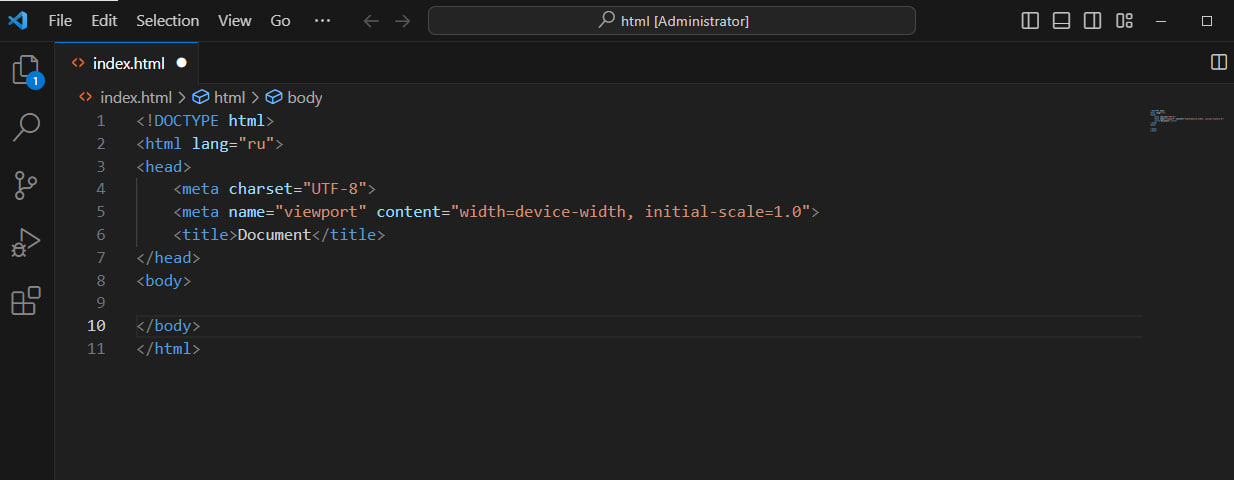 File Edit Selection View Go ··· html [Administrator]
index.html
1
index.html > html > body
1 <!DOCTYPE html>
2 <html lang="ru">
3 <head>
4     <meta charset="UTF-8">
5     <meta name="viewport" content="width=device-width, initial-scale=1.0">
6     <title>Document</title>
7 </head>
8 <body>
9
10 </body>
11 </html>